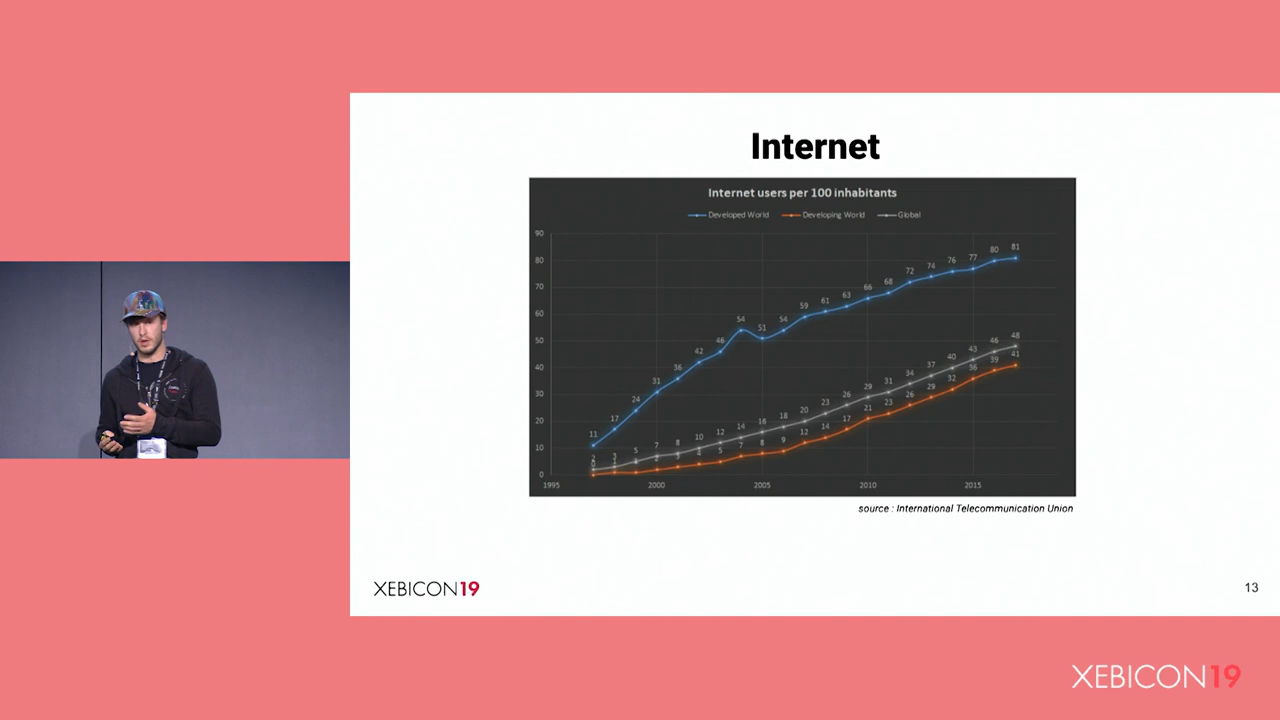 Internet
Internet users per 100 inhabitants
Developed World Developing World Global
90
80
70
60
50
40
30
20
10
0
11 17 24 31 36 42 46 54 51 54 59 61 63 66 68 72 74 76 77 80 81
5 7 8 10 12 14 16 18 20 23 26 29 31 34 37 40 43 46 48
5 7 8 9 12 14 17 21 23 26 29 32 36 39 41
1995 2000 2005 2010 2015
source : International Telecommunication Union
XEBICON19
13
XEBICON19